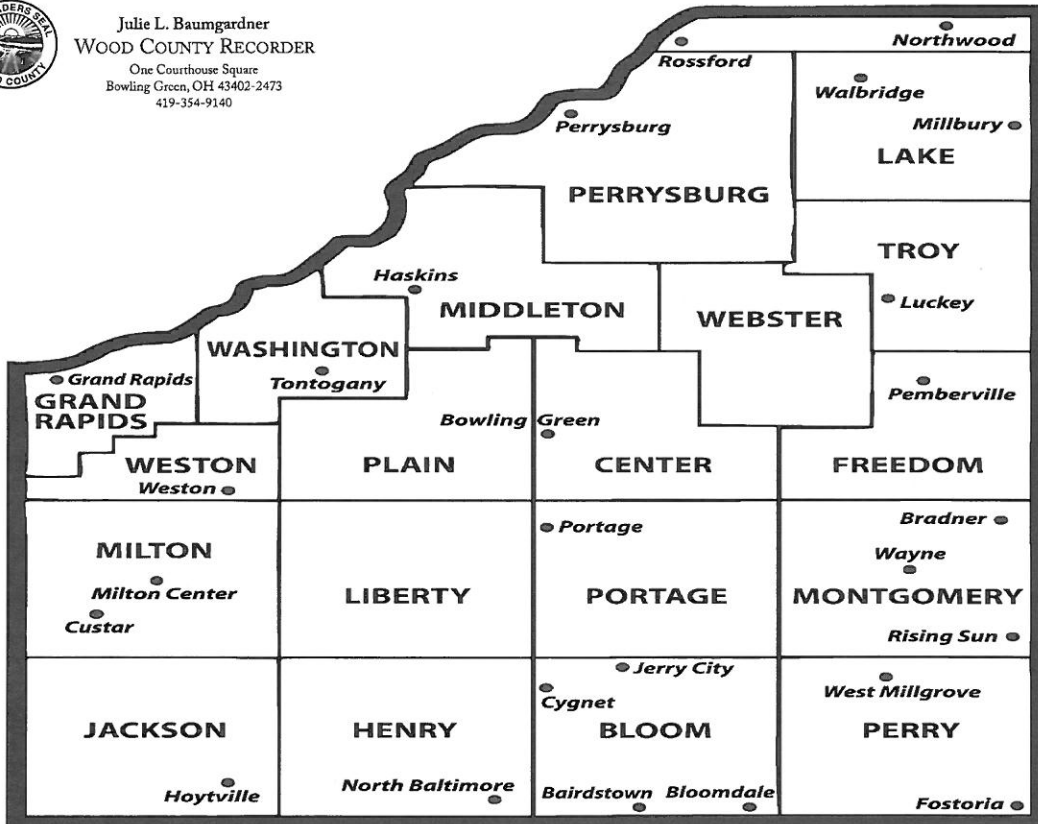 Julie L. Baumgardner
WOOD COUNTY RECORDER
One Courthouse Square
Bowling Green, OH 43402-2473
419-354-9140
Northwood
Rossford
Walbridge
Perrysburg
Millbury
LAKE
PERRYSBURG
TROY
Haskins
Luckey
MIDDLETON
WEBSTER
WASHINGTON
Grand Rapids
Tontogany
GRAND
RAPIDS
Pemberville
Bowling Green
WESTON
PLAIN
CENTER
FREEDOM
Weston
Portage
Bradner
MILTON
Wayne
Milton Center
LIBERTY
PORTAGE
MONTGOMERY
Custar
Rising Sun
Jerry City
West Millgrove
Cygnet
JACKSON
HENRY
BLOOM
PERRY
Hoytville
North Baltimore
Bairdstown
Bloomdale
Fostoria